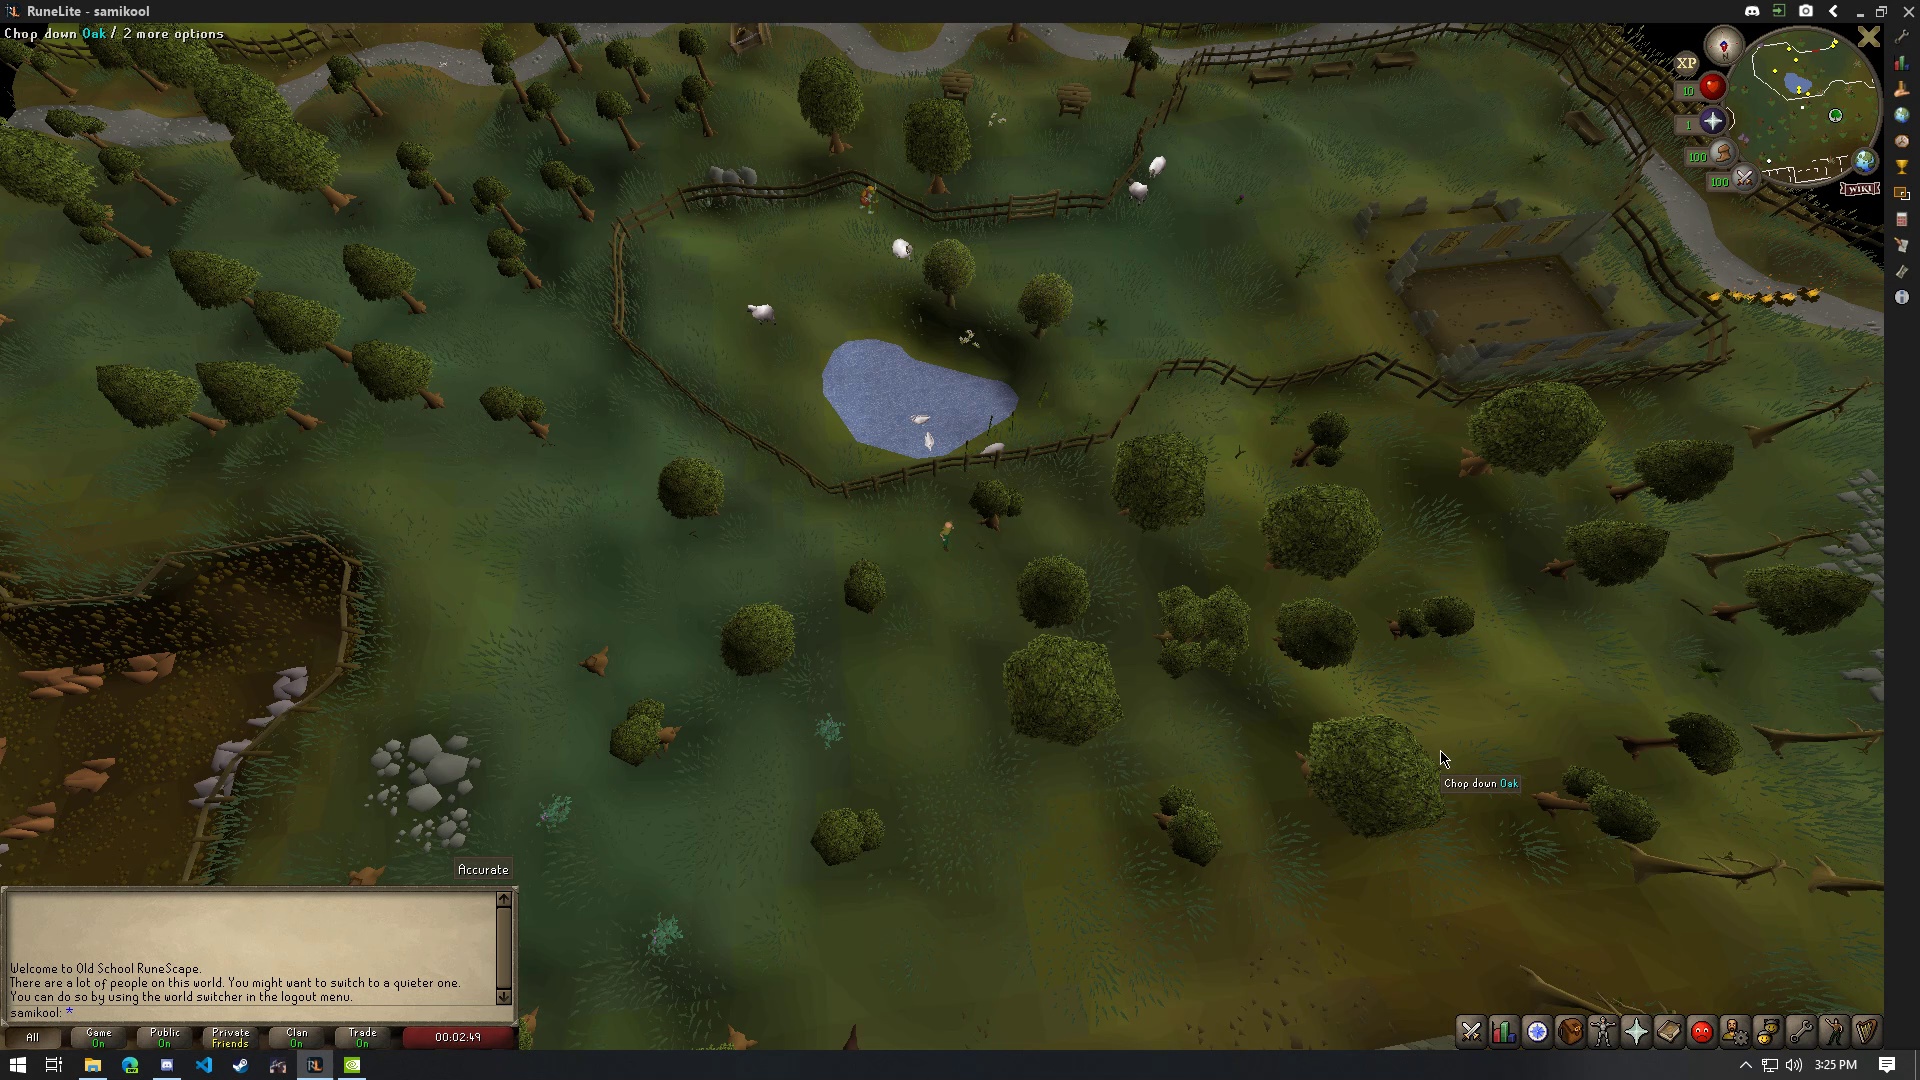 RuneLite - samikool
Chop down Oak / 2 more options
XP
10
1
100
100
WIKI
Chop down Oak
Accurate
Welcome to Old School RuneScape.
There are a lot of people on this world. You might want to switch to a quieter one.
You can do so by using the world switcher in the logout menu.
samikool: *
All
Game
On
Public
On
Private
Friends
Clan
On
Trade
On
00:02:49
3:25 PM